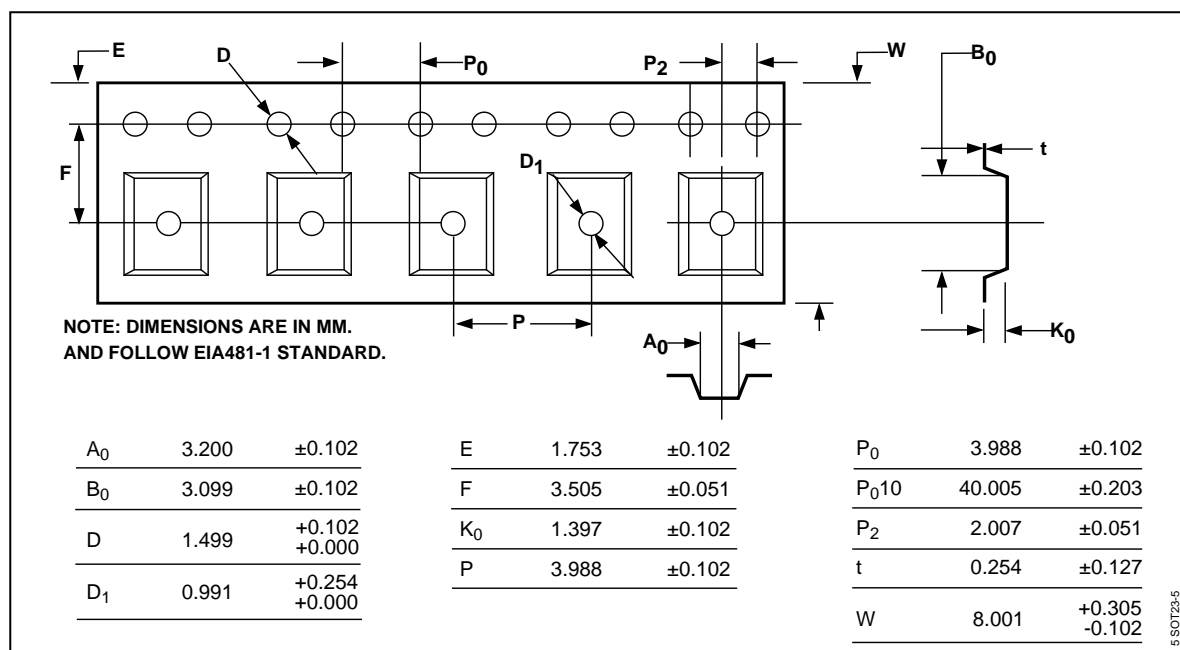 E
D
P0
P2
W
B0
F
D1
t
NOTE: DIMENSIONS ARE IN MM.
AND FOLLOW EIA481-1 STANDARD.
P
A0
K0
A0 3.200 ±0.102
B0 3.099 ±0.102
D 1.499 +0.102
+0.000
D1 0.991 +0.254
+0.000
E 1.753 ±0.102
F 3.505 ±0.051
K0 1.397 ±0.102
P 3.988 ±0.102
P0 3.988 ±0.102
P010 40.005 ±0.203
P2 2.007 ±0.051
t 0.254 ±0.127
W 8.001 +0.305
-0.102
5 SOT23-5